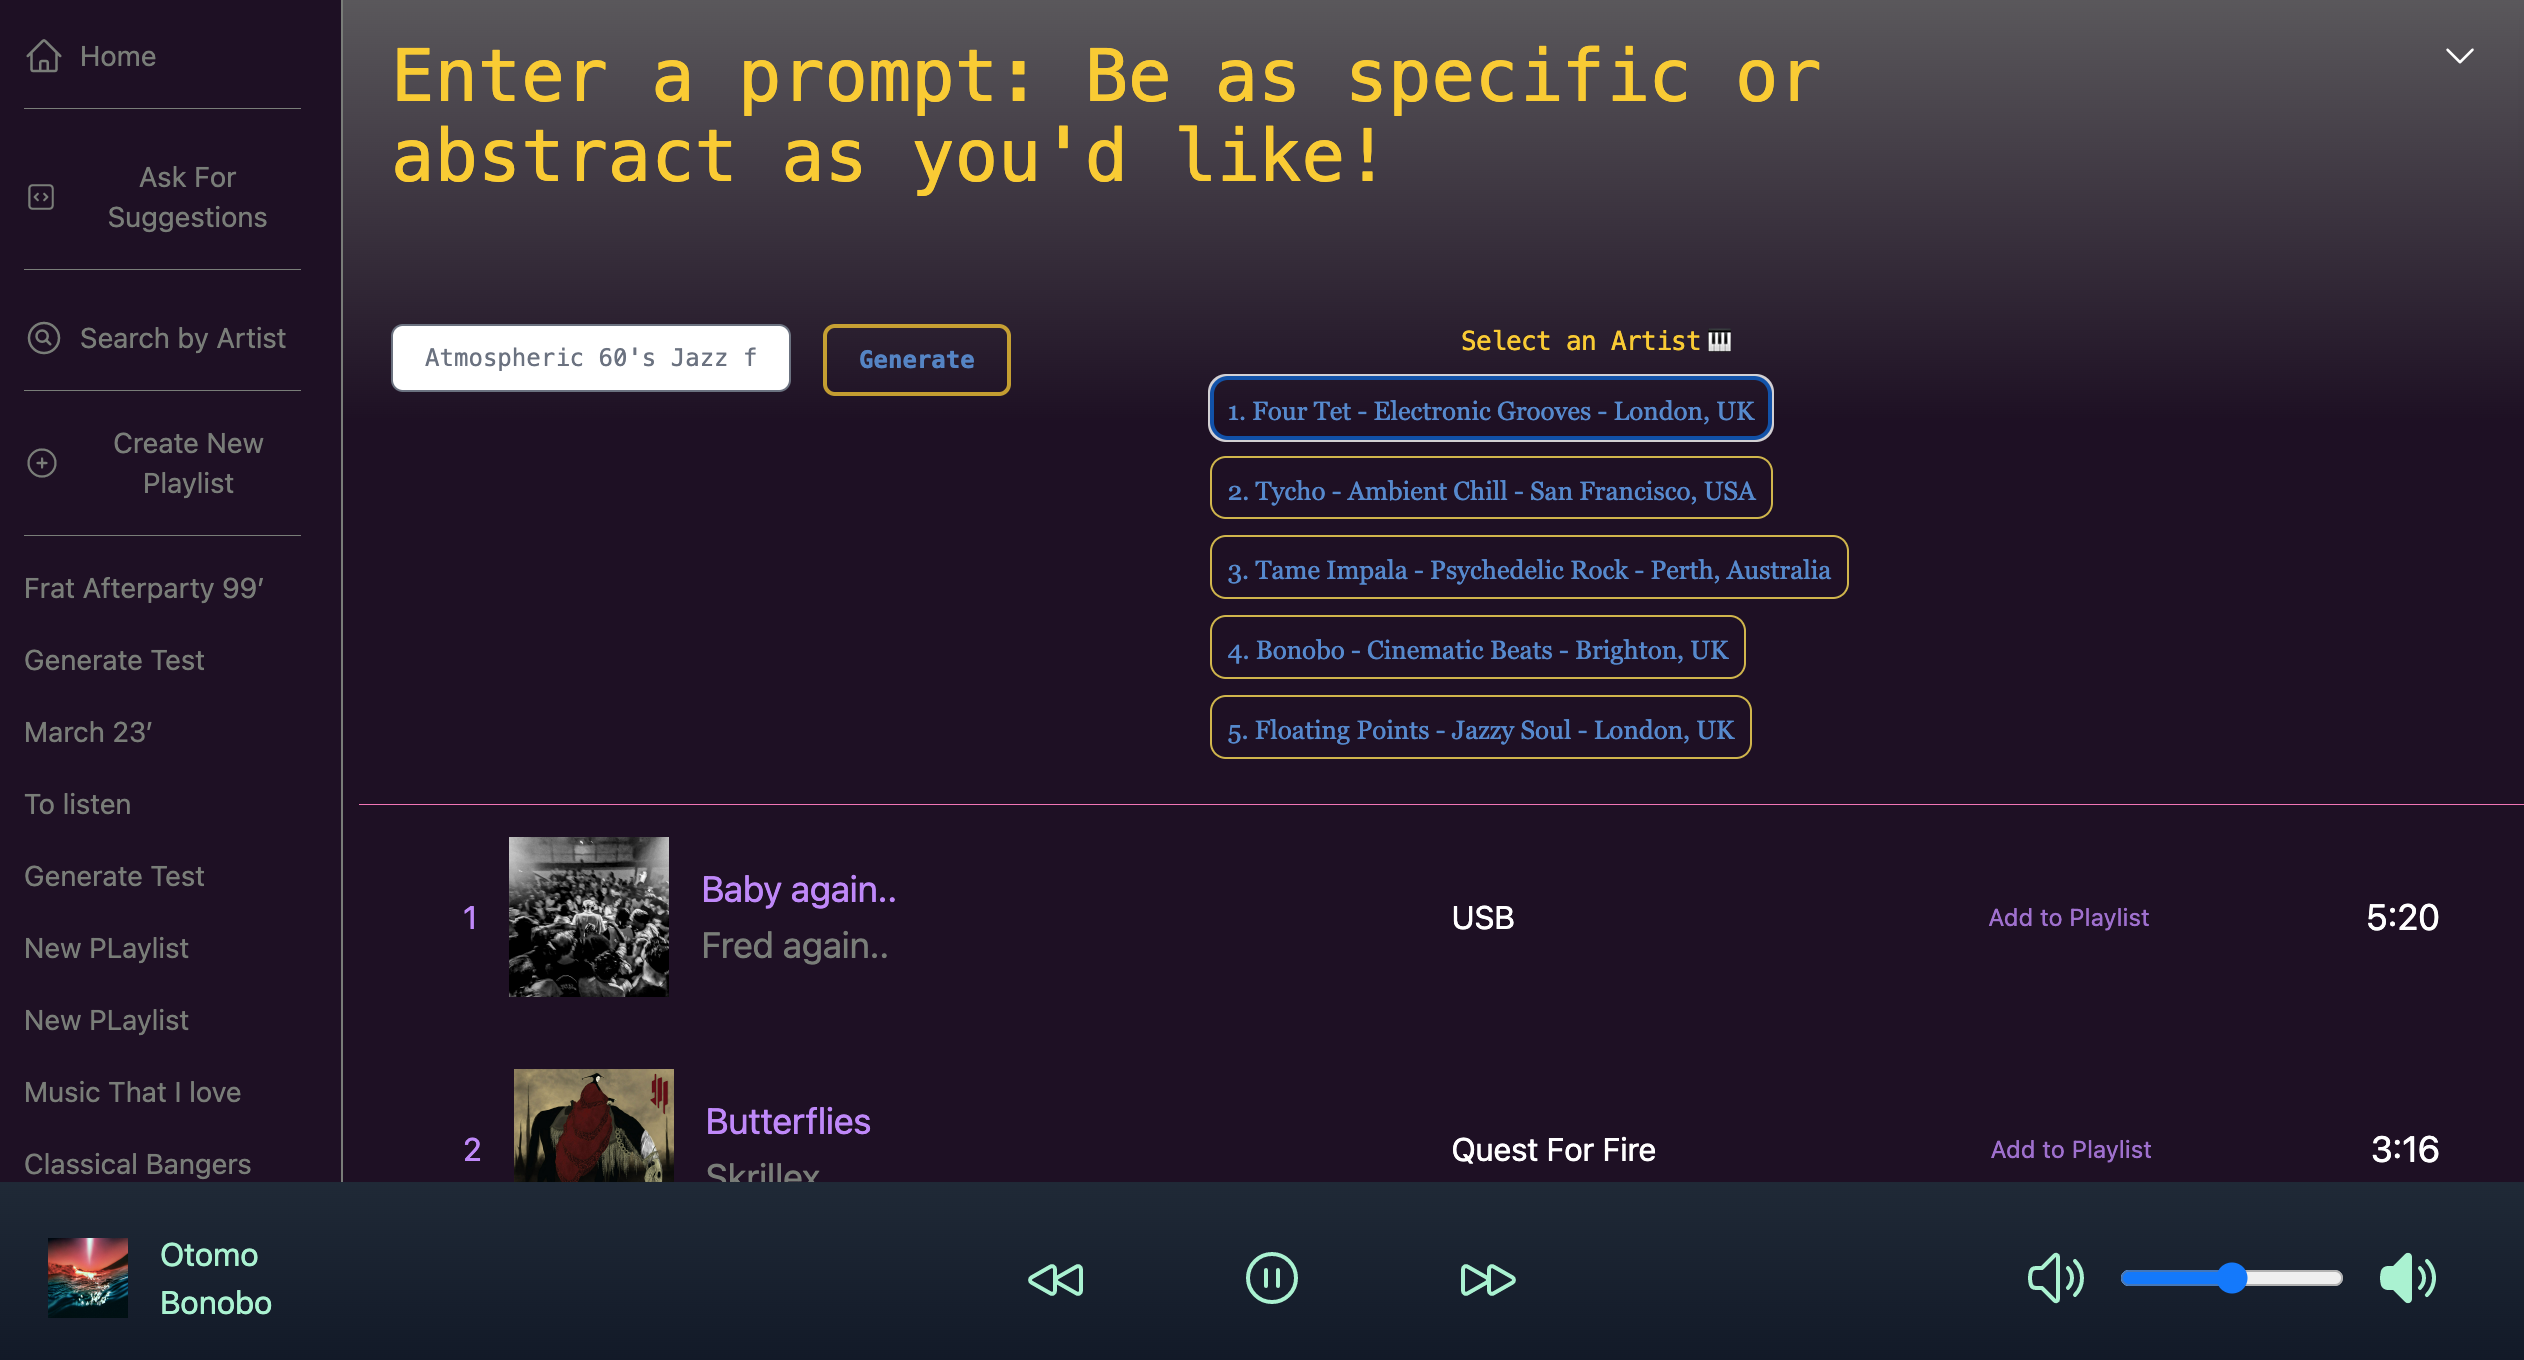 Home
Ask For
Suggestions
Search by Artist
Create New
Playlist
Frat Afterparty 99’
Generate Test
March 23’
To listen
Generate Test
New PLaylist
New PLaylist
Music That I love
Classical Bangers
Enter a prompt: Be as specific or
abstract as you'd like!
Atmospheric 60's Jazz f
Generate
Select an Artist
1. Four Tet - Electronic Grooves - London, UK
2. Tycho - Ambient Chill - San Francisco, USA
3. Tame Impala - Psychedelic Rock - Perth, Australia
4. Bonobo - Cinematic Beats - Brighton, UK
5. Floating Points - Jazzy Soul - London, UK
1
Baby again..
Fred again..
USB
Add to Playlist
5:20
2
Butterflies
Skrillex
Quest For Fire
Add to Playlist
3:16
Otomo
Bonobo